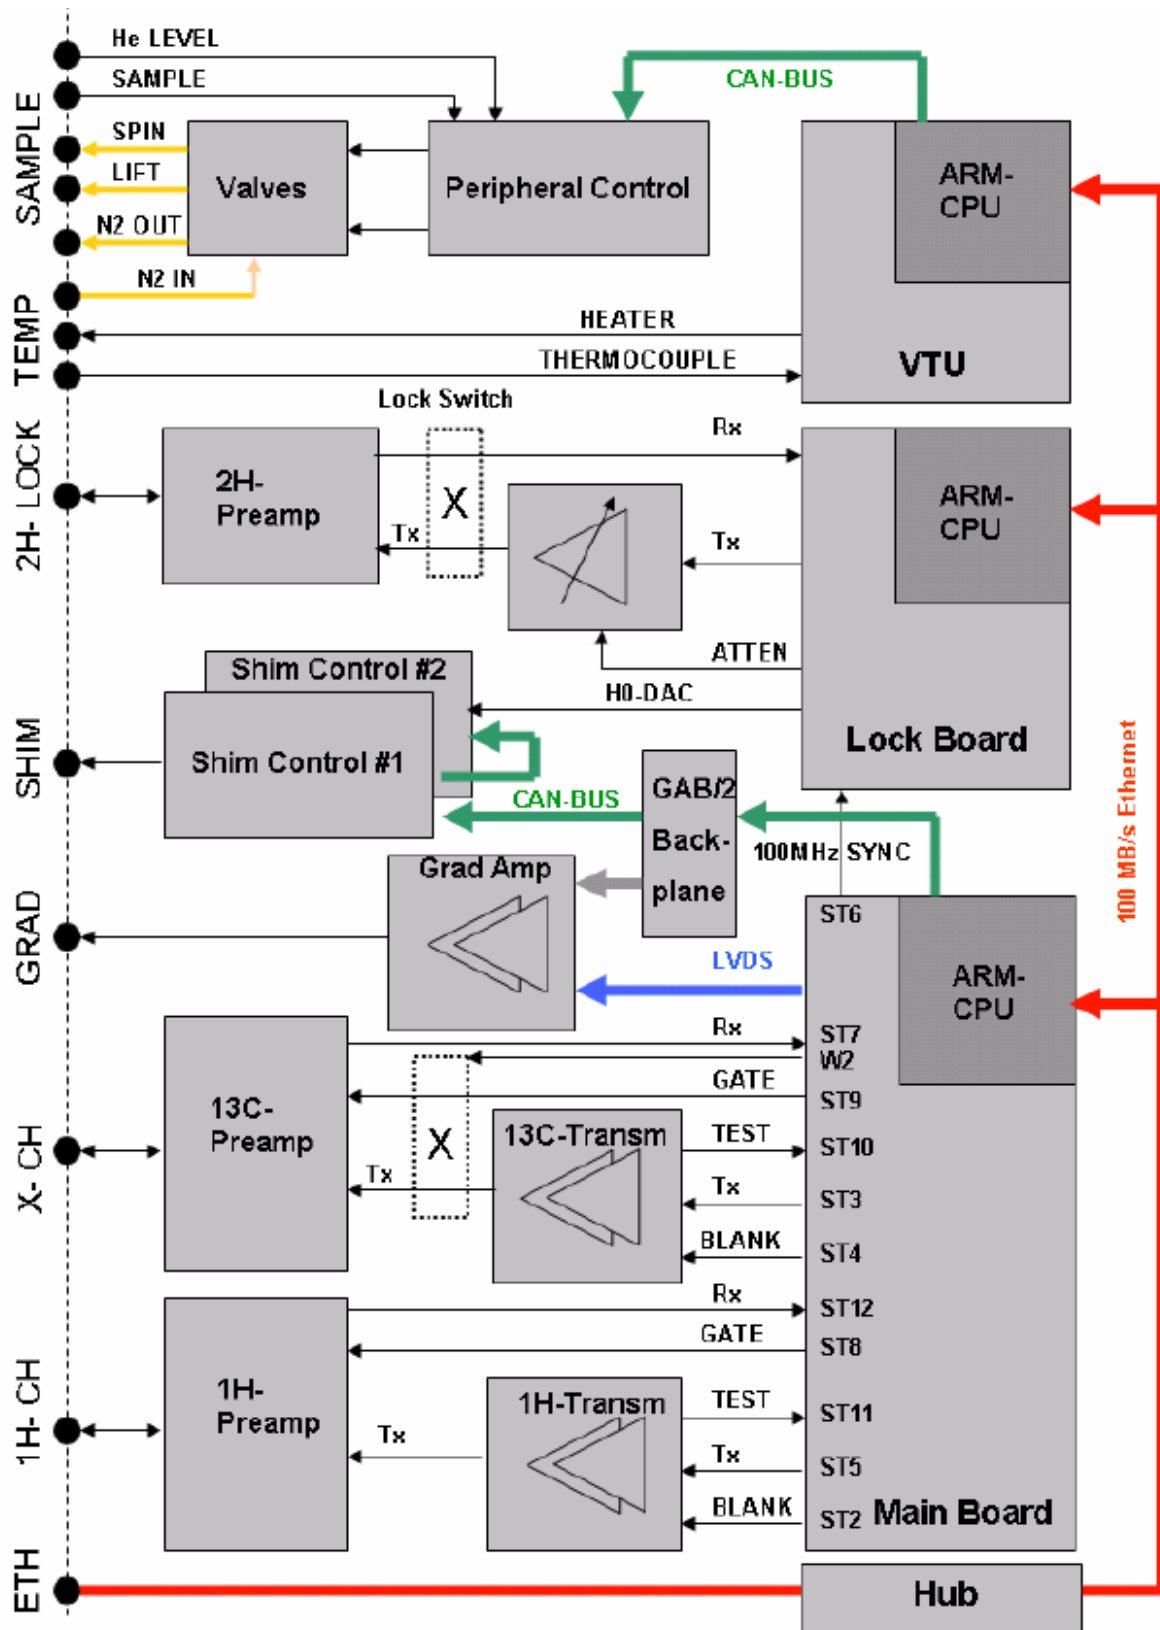 He LEVEL
SAMPLE
SPIN
LIFT
N2 OUT
N2 IN
SAMPLE
Valves
Peripheral Control
CAN-BUS
ARM-
CPU
VTU
TEMP
HEATER
THERMOCOUPLE
Lock Switch
2H- LOCK
2H-
Preamp
X
Rx
Tx
Tx
ATTEN
H0-DAC
ARM-
CPU
Lock Board
SHIM
Shim Control #2
Shim Control #1
CAN-BUS
GAB/2
Back-
plane
100MHz SYNC
100 MB/s Ethernet
GRAD
Grad Amp
LVDS
ST6
ARM-
CPU
X- CH
13C-
Preamp
X
Rx
ST7
W2
GATE
ST9
13C-Transm
TEST
ST10
Tx
Tx
ST3
BLANK
ST4
1H- CH
1H-
Preamp
Rx
ST12
GATE
ST8
1H-Transm
TEST
ST11
Tx
Tx
ST5
BLANK
ST2
Main Board
ETH
Hub